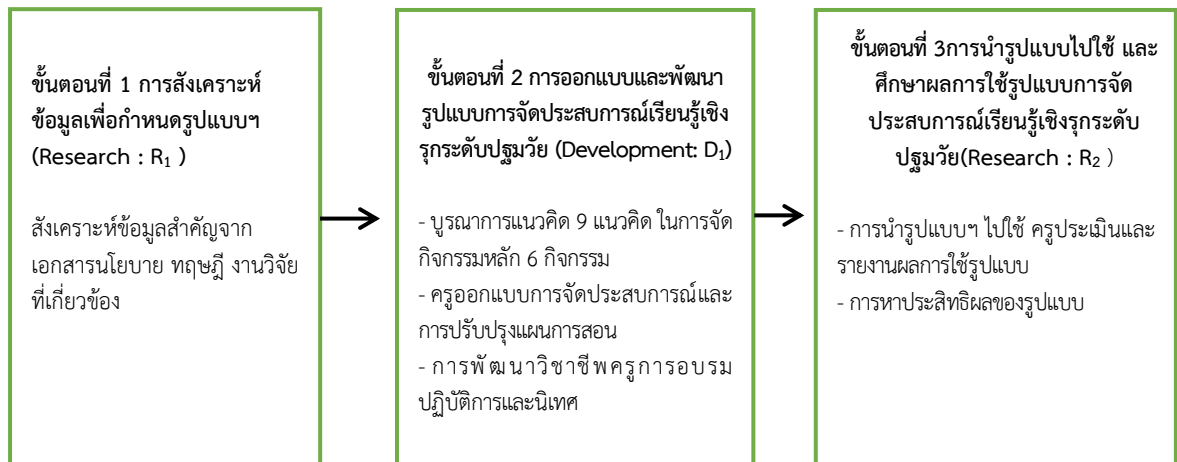 ขั้นตอนที่ 1 การสังเคราะห์
ข้อมูลเพื่อกำหนดรูปแบบฯ
(Research : R₁ )
สังเคราะห์ข้อมูลสำคัญจาก
เอกสารนโยบาย ทฤษฎี งานวิจัย
ที่เกี่ยวข้อง
ขั้นตอนที่ 2 การออกแบบและพัฒนา
รูปแบบการจัดประสบการณ์เรียนรู้เชิง
รุกระดับปฐมวัย (Development: D₁)
- บูรณาการแนวคิด 9 แนวคิด ในการจัด
กิจกรรมหลัก 6 กิจกรรม
- ครูออกแบบการจัดประสบการณ์และ
การปรับปรุงแผนการสอน
- การพัฒนาวิชาชีพครูการอบรม
ปฏิบัติการและนิเทศ
ขั้นตอนที่ 3การนำรูปแบบไปใช้ และ
ศึกษาผลการใช้รูปแบบการจัด
ประสบการณ์เรียนรู้เชิงรุกระดับ
ปฐมวัย(Research : R₂ )
- การนำรูปแบบฯ ไปใช้ ครูประเมินและ
รายงานผลการใช้รูปแบบ
- การหาประสิทธิผลของรูปแบบ